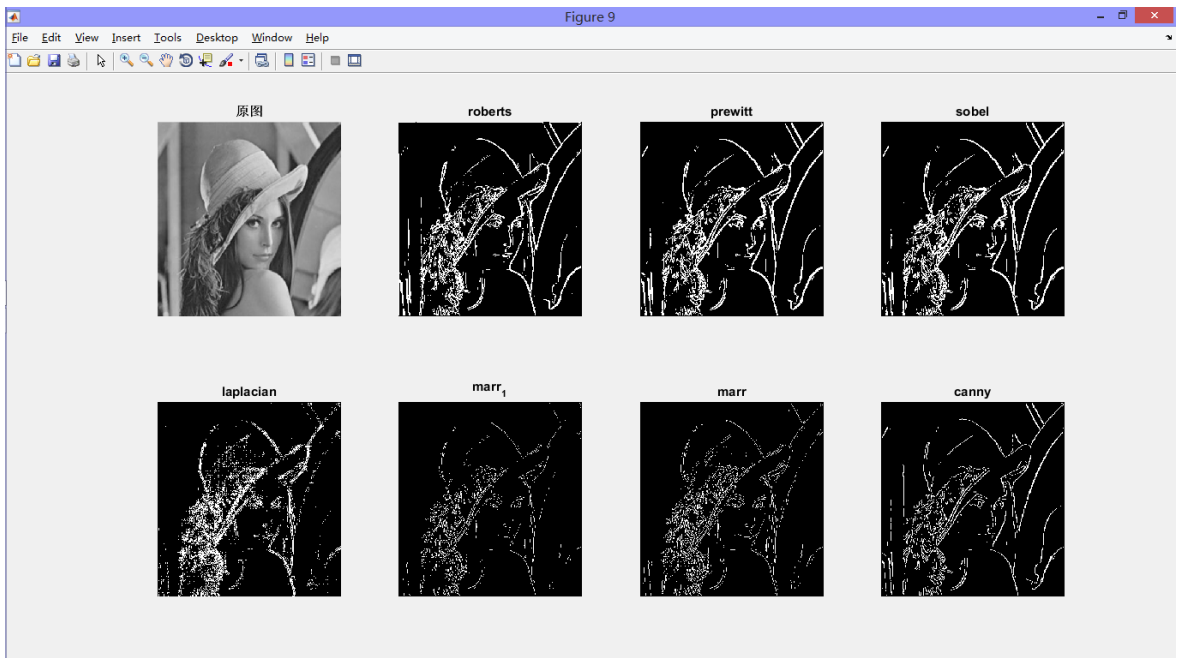 Figure 9
File Edit View Insert Tools Desktop Window Help
原图 roberts prewitt sobel
laplacian marr1 marr canny